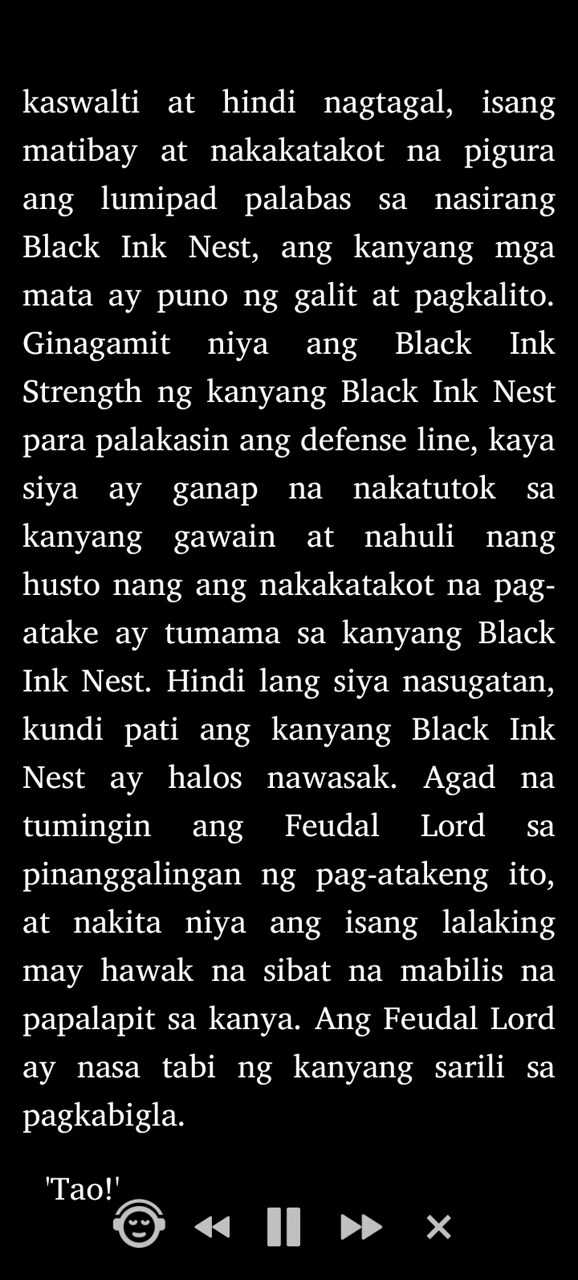 kaswalti at hindi nagtagal, isang
matibay at nakakatakot na pigura
ang lumipad palabas sa nasirang
Black Ink Nest, ang kanyang mga
mata ay puno ng galit at pagkalito.
Ginagamit niya ang Black Ink
Strength ng kanyang Black Ink Nest
para palakasin ang defense line, kaya
siya ay ganap na nakatutok sa
kanyang gawain at nahuli nang
husto nang ang nakakatakot na pag-
atake ay tumama sa kanyang Black
Ink Nest. Hindi lang siya nasugatan,
kundi pati ang kanyang Black Ink
Nest ay halos nawasak. Agad na
tumingin ang Feudal Lord sa
pinanggalingan ng pag-atakeng ito,
at nakita niya ang isang lalaking
may hawak na sibat na mabilis na
papalapit sa kanya. Ang Feudal Lord
ay nasa tabi ng kanyang sarili sa
pagkabigla.
'Tao!'